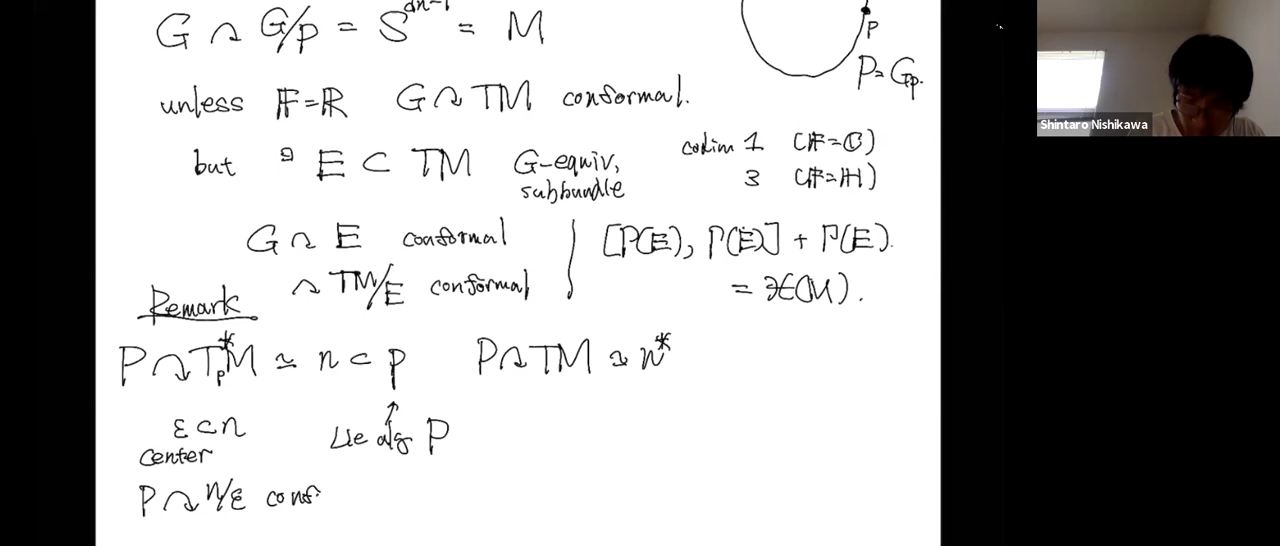 G ↷ G/P = S^{dn-1} = M
P
P = G_p.
unless F=R G↷TM conformal.
but ∃ E ⊂ TM G-equiv, subbundle
codim 1 (F=C)
3 (F=H)
G↷E conformal
↷ TM/E conformal
[Γ(E), Γ(E)] + Γ(E).
= X(M).
Remark
P↷T*_pM ≃ n ⊂ p P↷TM ≃ n*
ε⊂n
center
Lie alg P
P↷n/ε conf.
Shintaro Nishikawa